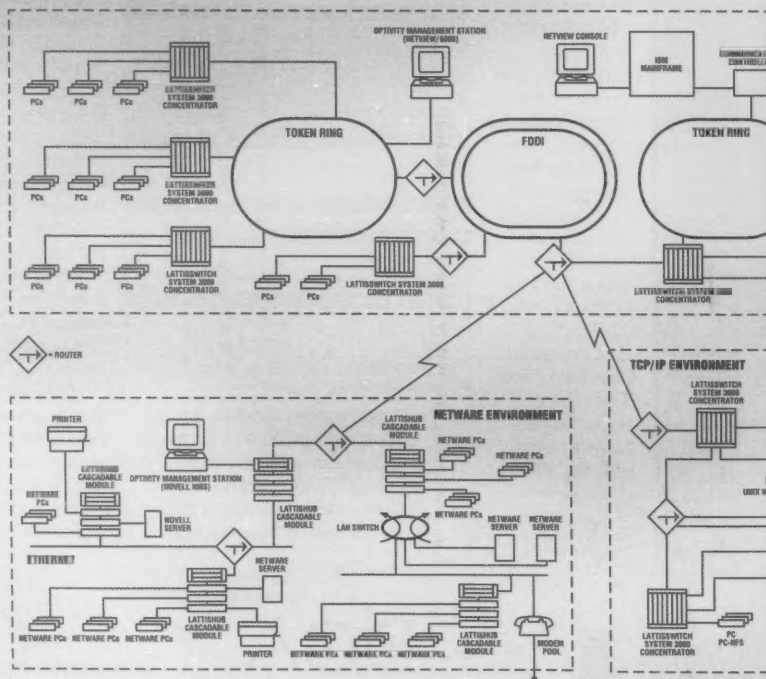 OPTIVITY MANAGEMENT STATION
(NETVIEW/6000)
NETVIEW CONSOLE
IBM
MAINFRAME
PCs
PCs
PCs
SYSTEM 3000
CONCENTRATOR
TOKEN RING
FDDI
TOKEN RING
PCs
PCs
PCs
SYSTEM 3000
CONCENTRATOR
PCs
PCs
PCs
LATTISSWITCH
SYSTEM 3000
CONCENTRATOR
PCs
PCs
LATTISSWITCH SYSTEM 3000
CONCENTRATOR
LATTISSWITCH SYSTEM
CONCENTRATOR
= ROUTER
TCP/IP ENVIRONMENT
LATTISSWITCH
SYSTEM 3000
CONCENTRATOR
NETWARE ENVIRONMENT
PRINTER
OPTIVITY MANAGEMENT STATION
(NOVELL NMS)
CASCADABLE
MODULE
NETWARE
PCs
NOVELL
SERVER
LATTISHUB
CASCADABLE
MODULE
LATTISHUB
CASCADABLE
MODULE
NETWARE PCs
NETWARE PCs
NETWARE PCs
LAN SWITCH
NETWARE
SERVER
NETWARE
SERVER
UNIX W
ETHERNET
NETWARE
SERVER
NETWARE PCs
NETWARE PCs
NETWARE PCs
LATTISHUB
CASCADABLE
MODULE
PRINTER
NETWARE PCs
NETWARE PCs
NETWARE PCs
LATTISHUB
CASCADABLE
MODULE
MODEM
POOL
LATTISSWITCH
SYSTEM 3000
CONCENTRATOR
PC
PC-NFS